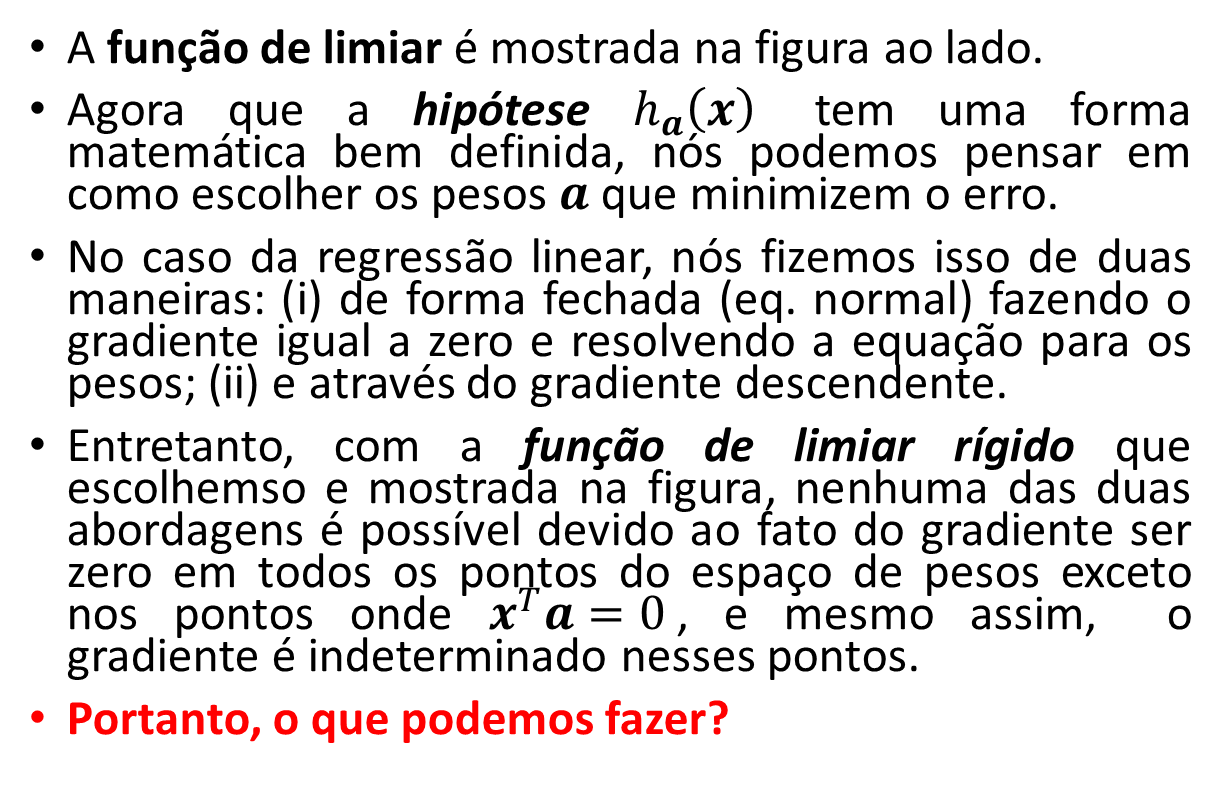 • A função de limiar é mostrada na figura ao lado.
• Agora que a hipótese hₐ(x) tem uma forma
matemática bem definida, nós podemos pensar em
como escolher os pesos a que minimizem o erro.
• No caso da regressão linear, nós fizemos isso de duas
maneiras: (i) de forma fechada (eq. normal) fazendo o
gradiente igual a zero e resolvendo a equação para os
pesos; (ii) e através do gradiente descendente.
• Entretanto, com a função de limiar rígido que
escolhemso e mostrada na figura, nenhuma das duas
abordagens é possível devido ao fato do gradiente ser
zero em todos os pontos do espaço de pesos exceto
nos pontos onde xᵀa = 0 , e mesmo assim, o
gradiente é indeterminado nesses pontos.
• Portanto, o que podemos fazer?